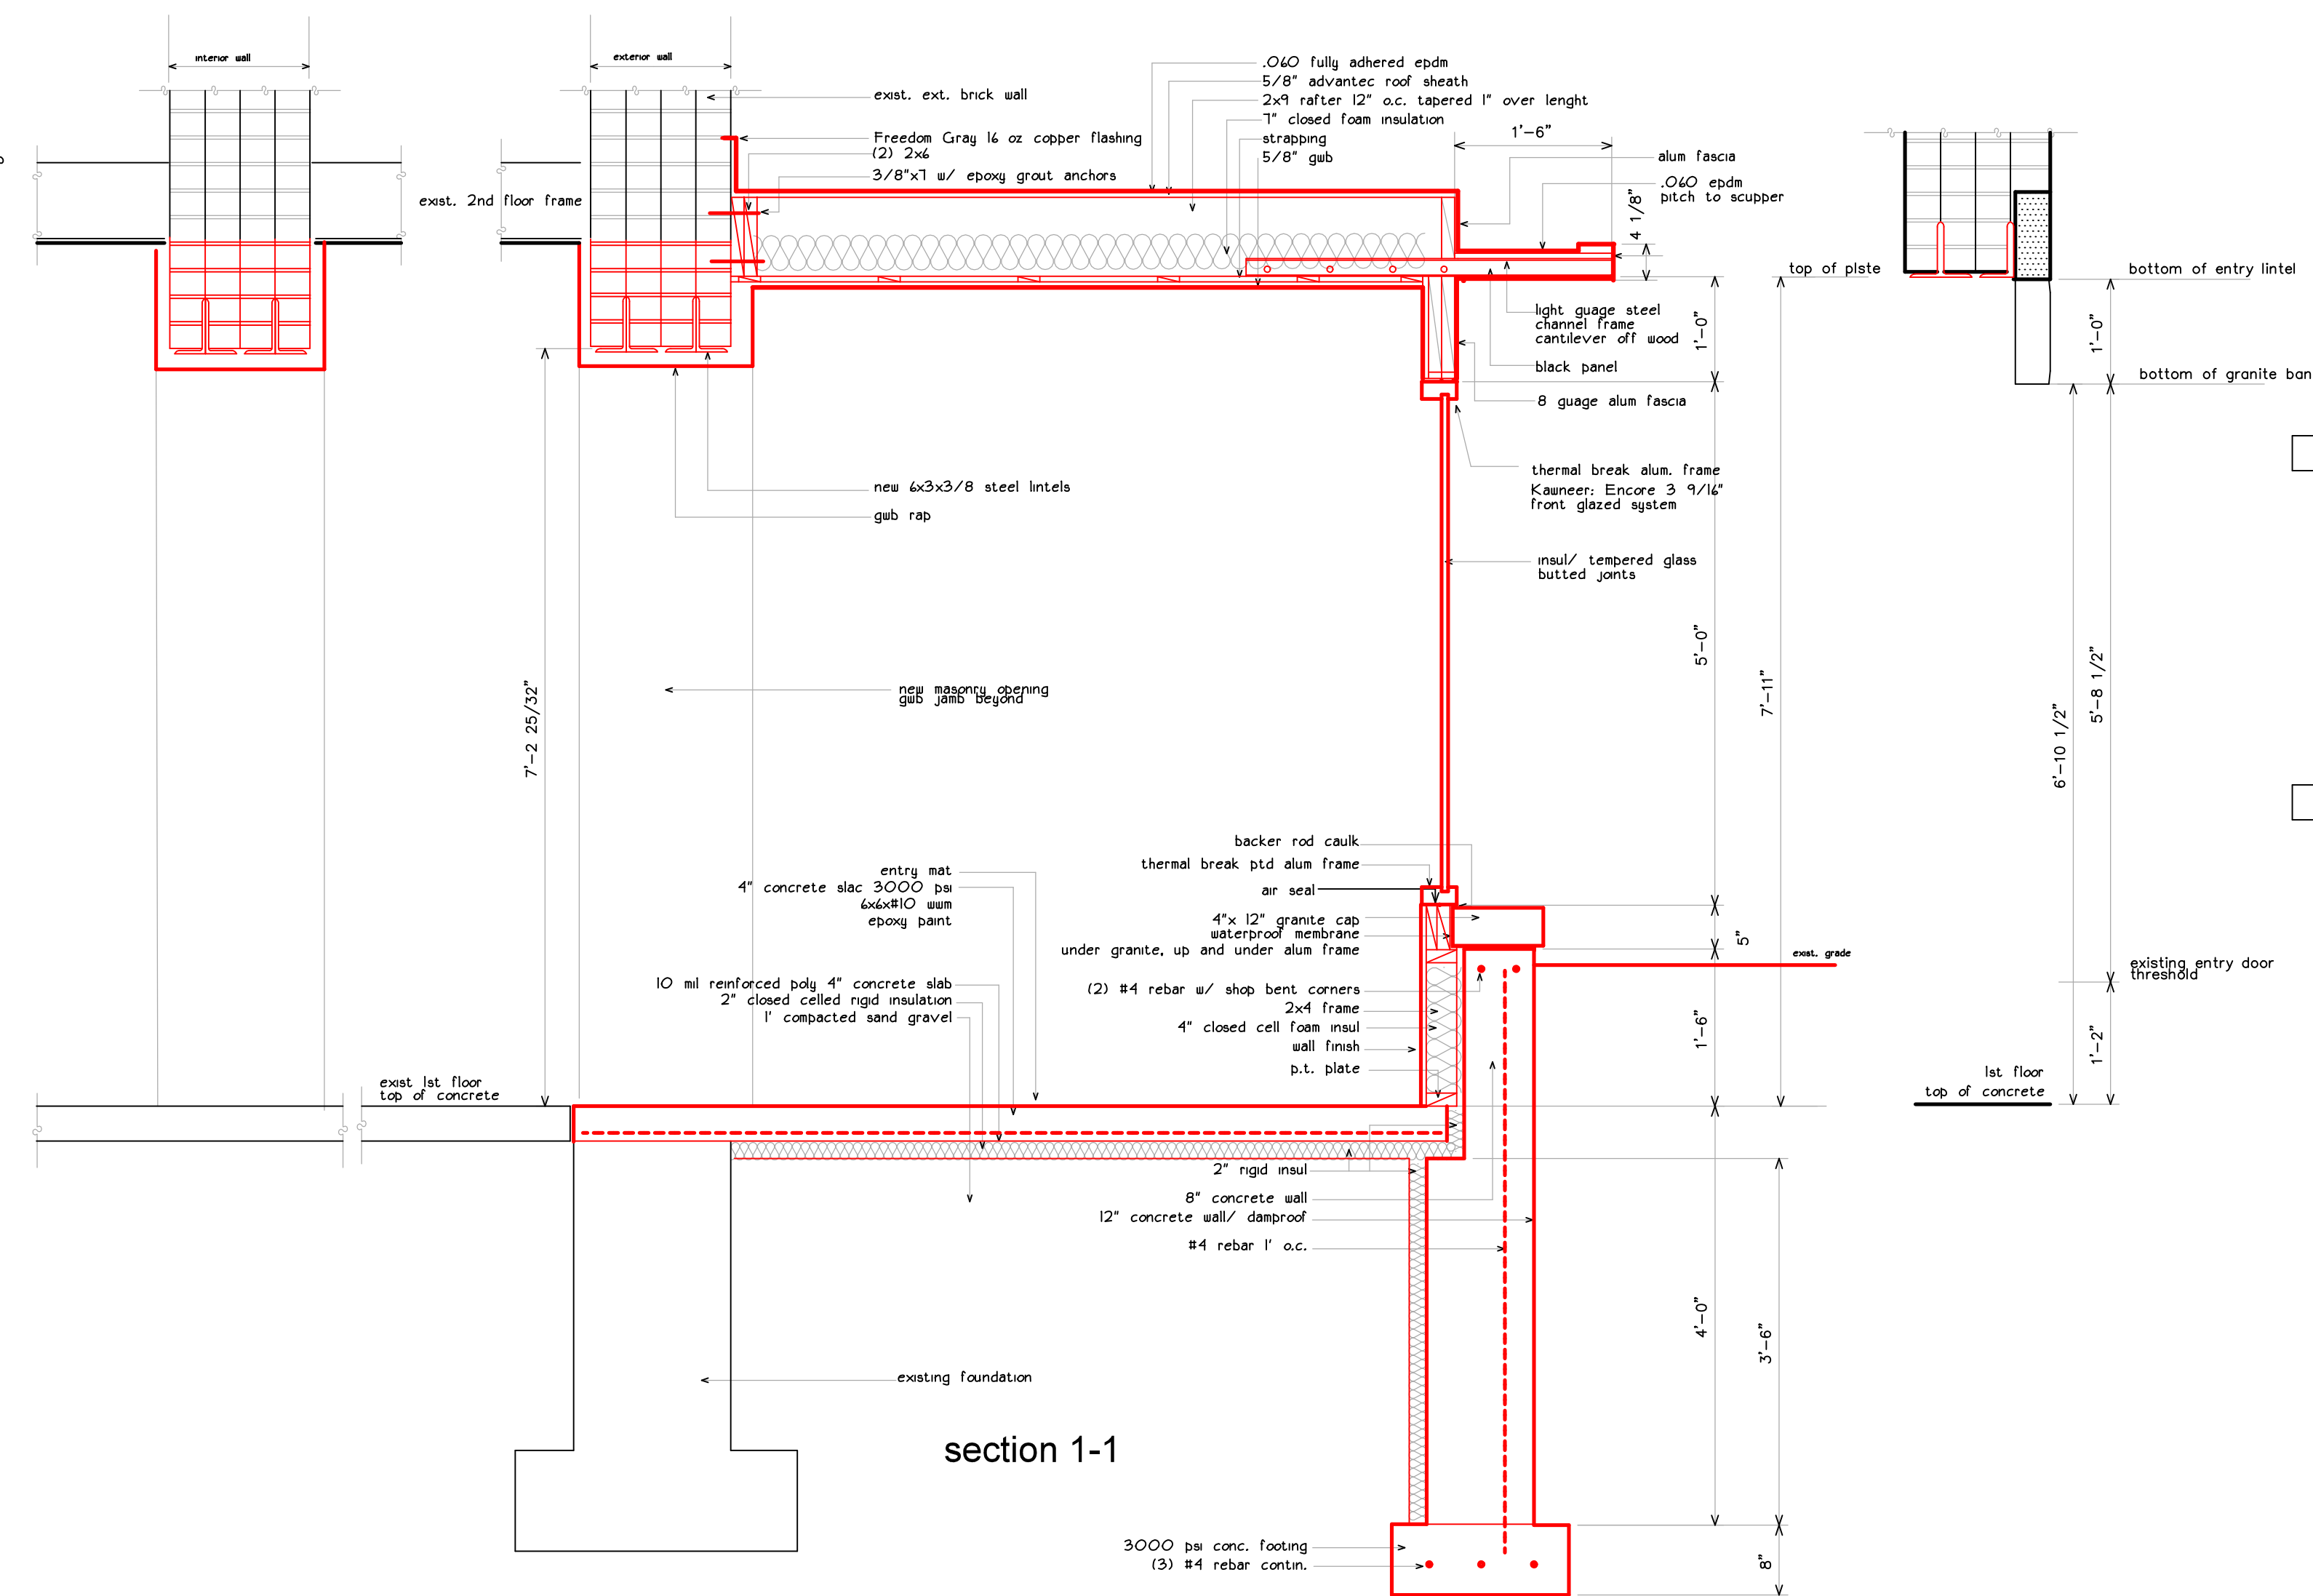 interior wall
exterior wall
exist. ext. brick wall
Freedom Gray 16 oz copper flashing
(2) 2x6
3/8"x7 w/ epoxy grout anchors
exist. 2nd floor frame
.060 fully adhered epdm
5/8" advantec roof sheath
2x9 rafter 12" o.c. tapered 1" over lenght
7" closed foam insulation
strapping
5/8" gwb
1'-6"
alum fascia
.060 epdm
pitch to scupper
4 1/8"
top of plste
bottom of entry lintel
light guage steel
channel frame
cantilever off wood
1'-0"
1'-0"
black panel
bottom of granite ban
8 guage alum fascia
thermal break alum. frame
Kawneer: Encore 3 9/16"
front glazed system
new 6x3x3/8 steel lintels
gwb rap
insul/ tempered glass
butted joints
5'-0"
7'-11"
5'-8 1/2"
6'-10 1/2"
7'-2 25/32"
new masonry opening
gwb jamb beyond
backer rod caulk
thermal break ptd alum frame
air seal
4"x 12" granite cap
waterproof membrane
under granite, up and under alum frame
entry mat
4" concrete slac 3000 psi
6x6x#10 wwm
epoxy paint
5"
exist. grade
existing entry door
threshold
10 mil reinforced poly 4" concrete slab
2" closed celled rigid insulation
1' compacted sand gravel
(2) #4 rebar w/ shop bent corners
2x4 frame
4" closed cell foam insul
wall finish
p.t. plate
1'-6"
1'-2"
exist 1st floor
top of concrete
1st floor
top of concrete
2" rigid insul
8" concrete wall
12" concrete wall/ damproof
#4 rebar 1' o.c.
4'-0"
3'-6"
existing foundation
section 1-1
3000 psi conc. footing
(3) #4 rebar contin.
8"